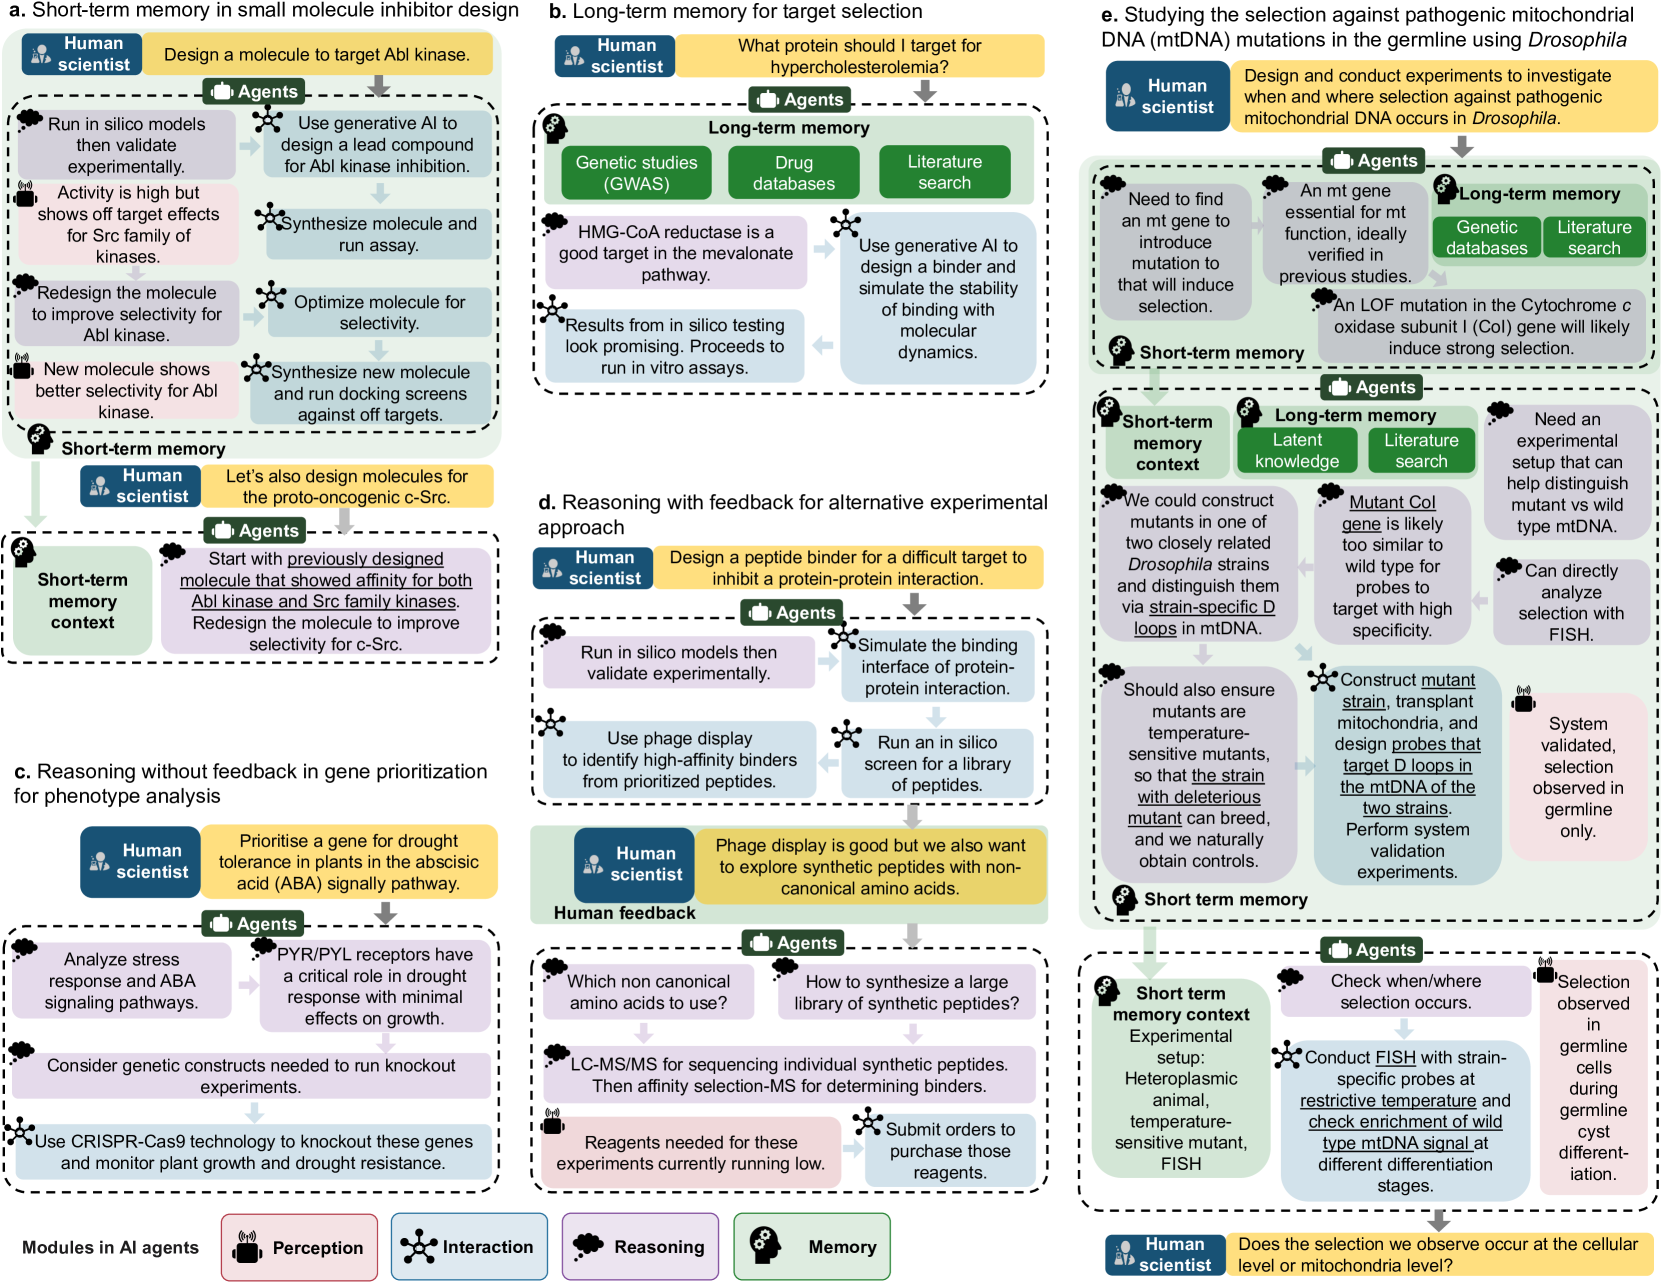 a. Short-term memory in small molecule inhibitor design
Human
scientist
Design a molecule to target Abl kinase.
Agents
Run in silico models
then validate
experimentally.
Use generative AI to
design a lead compound
for Abl kinase inhibition.
Activity is high but
shows off target effects
for Src family of
kinases.
Synthesize molecule and
run assay.
Redesign the molecule
to improve selectivity for
Abl kinase.
Optimize molecule for
selectivity.
New molecule shows
better selectivity for Abl
kinase.
Synthesize new molecule
and run docking screens
against off targets.
Short-term memory
Human
scientist
Let's also design molecules for
the proto-oncogenic c-Src.
Agents
Short-term
memory
context
Start with previously designed
molecule that showed affinity for both
Abl kinase and Src family kinases.
Redesign the molecule to improve
selectivity for c-Src.
b. Long-term memory for target selection
Human
scientist
What protein should I target for
hypercholesterolemia?
Agents
Long-term memory
Genetic studies
(GWAS)
Drug
databases
Literature
search
HMG-CoA reductase is a
good target in the mevalonate
pathway.
Use generative AI to
design a binder and
simulate the stability
of binding with
molecular
dynamics.
Results from in silico testing
look promising. Proceeds to
run in vitro assays.
c. Reasoning without feedback in gene prioritization
for phenotype analysis
Human
scientist
Prioritise a gene for drought
tolerance in plants in the abscisic
acid (ABA) signally pathway.
Agents
Analyze stress
response and ABA
signaling pathways.
PYR/PYL receptors have
a critical role in drought
response with minimal
effects on growth.
Consider genetic constructs needed to run knockout
experiments.
Use CRISPR-Cas9 technology to knockout these genes
and monitor plant growth and drought resistance.
d. Reasoning with feedback for alternative experimental
approach
Human
scientist
Design a peptide binder for a difficult target to
inhibit a protein-protein interaction.
Agents
Run in silico models then
validate experimentally.
Simulate the binding
interface of protein-
protein interaction.
Use phage display
to identify high-affinity binders
from prioritized peptides.
Run an in silico
screen for a library
of peptides.
Human
scientist
Phage display is good but we also want
to explore synthetic peptides with non-
canonical amino acids.
Human feedback
Agents
Which non canonical
amino acids to use?
How to synthesize a large
library of synthetic peptides?
LC-MS/MS for sequencing individual synthetic peptides.
Then affinity selection-MS for determining binders.
Reagents needed for these
experiments currently running low.
Submit orders to
purchase those
reagents.
e. Studying the selection against pathogenic mitochondrial
DNA (mtDNA) mutations in the germline using Drosophila
Human
scientist
Design and conduct experiments to investigate
when and where selection against pathogenic
mitochondrial DNA occurs in Drosophila.
Agents
Need to find
an mt gene to
introduce
mutation to
that will induce
selection.
An mt gene
essential for mt
function, ideally
verified in
previous studies.
Long-term memory
Genetic
databases
Literature
search
An LOF mutation in the Cytochrome c
oxidase subunit I (CoI) gene will likely
induce strong selection.
Short-term memory
Agents
Short-term
memory
context
Long-term memory
Latent
knowledge
Literature
search
Need an
experimental
setup that can
help distinguish
mutant vs wild
type mtDNA.
We could construct
mutants in one of
two closely related
Drosophila strains
and distinguish them
via strain-specific D
loops in mtDNA.
Mutant CoI
gene is likely
too similar to
wild type for
probes to
target with high
specificity.
Can directly
analyze
selection with
FISH.
Should also ensure
mutants are
temperature-
sensitive mutants,
so that the strain
with deleterious
mutant can breed,
and we naturally
obtain controls.
Construct mutant
strain, transplant
mitochondria, and
design probes that
target D loops in
the mtDNA of the
two strains.
Perform system
validation
experiments.
System
validated,
selection
observed in
germline
only.
Short term memory
Agents
Short term
memory context
Experimental
setup:
Heteroplasmic
animal,
temperature-
sensitive mutant,
FISH
Check when/where
selection occurs.
Conduct FISH with strain-
specific probes at
restrictive temperature and
check enrichment of wild
type mtDNA signal at
different differentiation
stages.
Selection
observed
in
germline
cells
during
germline
cyst
different-
iation.
Human
scientist
Does the selection we observe occur at the cellular
level or mitochondria level?
Modules in AI agents
Perception
Interaction
Reasoning
Memory